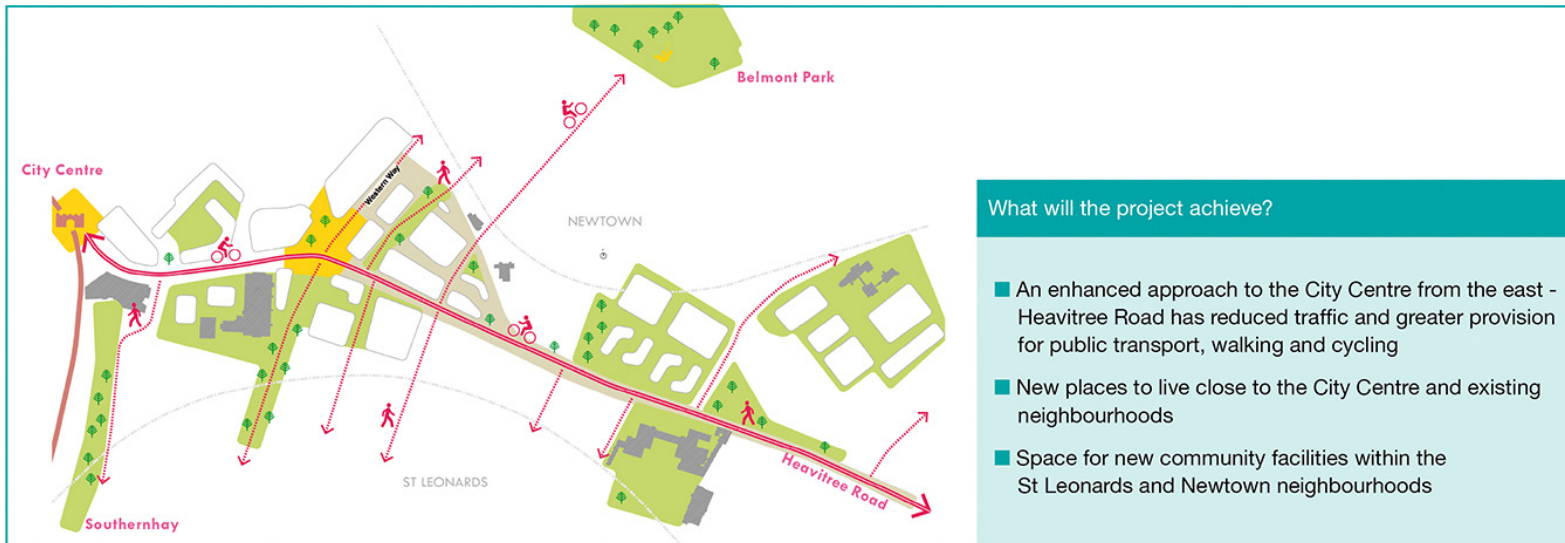 Belmont Park
City Centre
Western Way
NEWTOWN
ST LEONARDS
Heavitree Road
Southernhay
What will the project achieve?
An enhanced approach to the City Centre from the east -
Heavitree Road has reduced traffic and greater provision
for public transport, walking and cycling
New places to live close to the City Centre and existing
neighbourhoods
Space for new community facilities within the
St Leonards and Newtown neighbourhoods